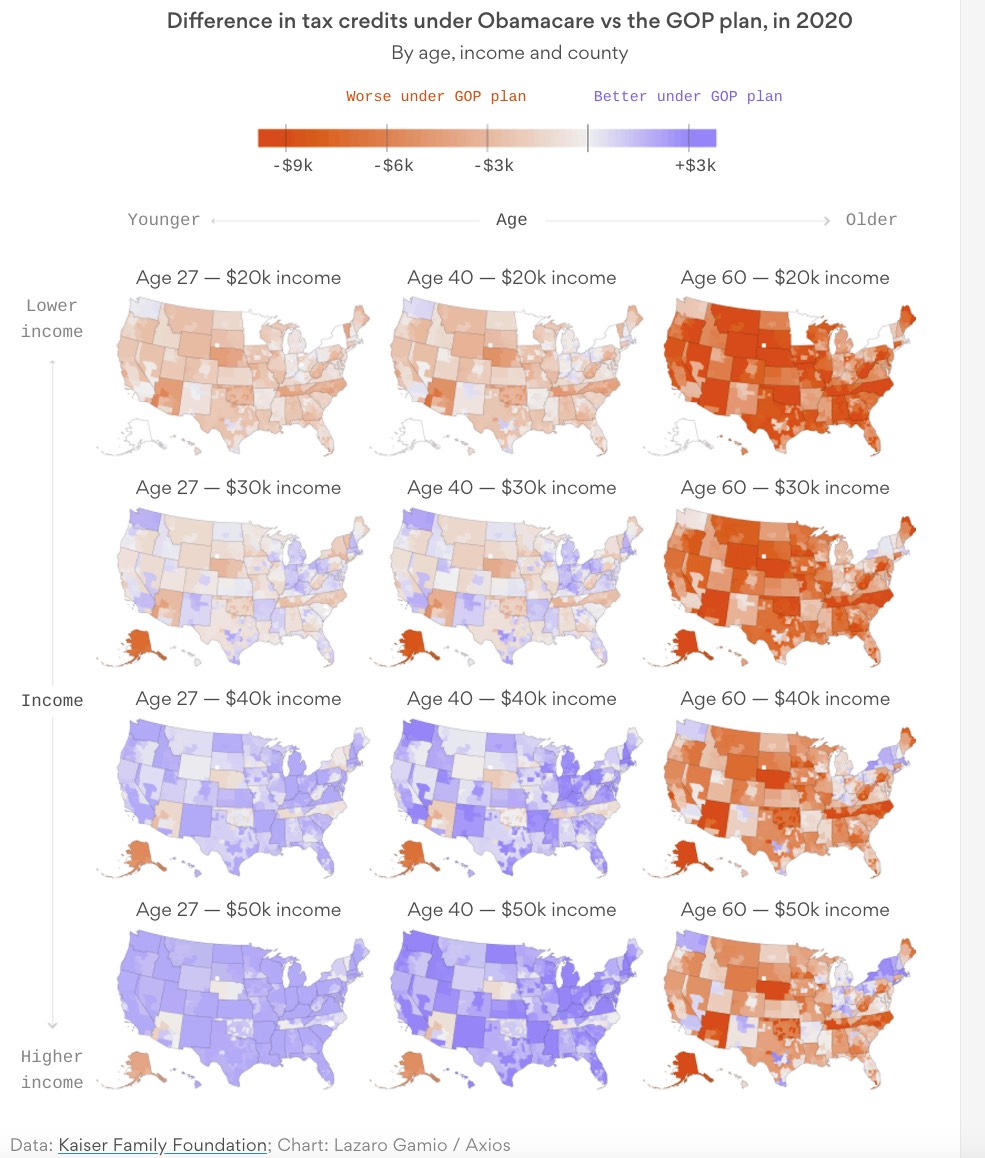 Difference in tax credits under Obamacare vs the GOP plan, in 2020
By age, income and county
Worse under GOP plan Better under GOP plan
-$9k -$6k -$3k +$3k
Younger Age Older
Age 27 — $20k income Age 40 — $20k income Age 60 — $20k income
Lower
income
Age 27 — $30k income Age 40 — $30k income Age 60 — $30k income
Income
Age 27 — $40k income Age 40 — $40k income Age 60 — $40k income
Age 27 — $50k income Age 40 — $50k income Age 60 — $50k income
Higher
income
Data: Kaiser Family Foundation; Chart: Lazaro Gamio / Axios